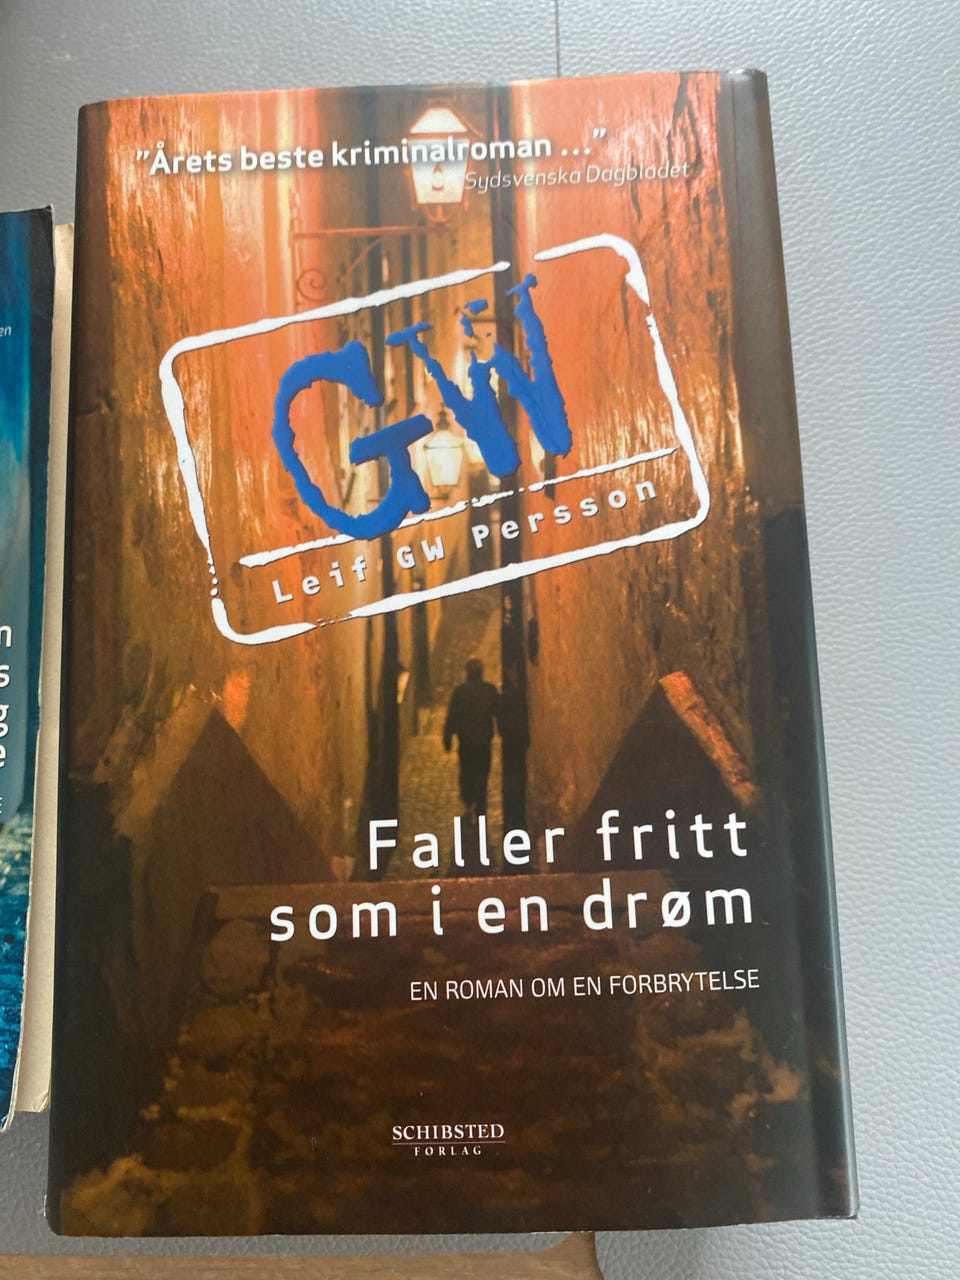 "Årets beste kriminalroman ..."
Sydsvenska Dagbladet
GW
Leif GW Persson
Faller fritt
som i en drøm
EN ROMAN OM EN FORBRYTELSE
SCHIBSTED
FORLAG